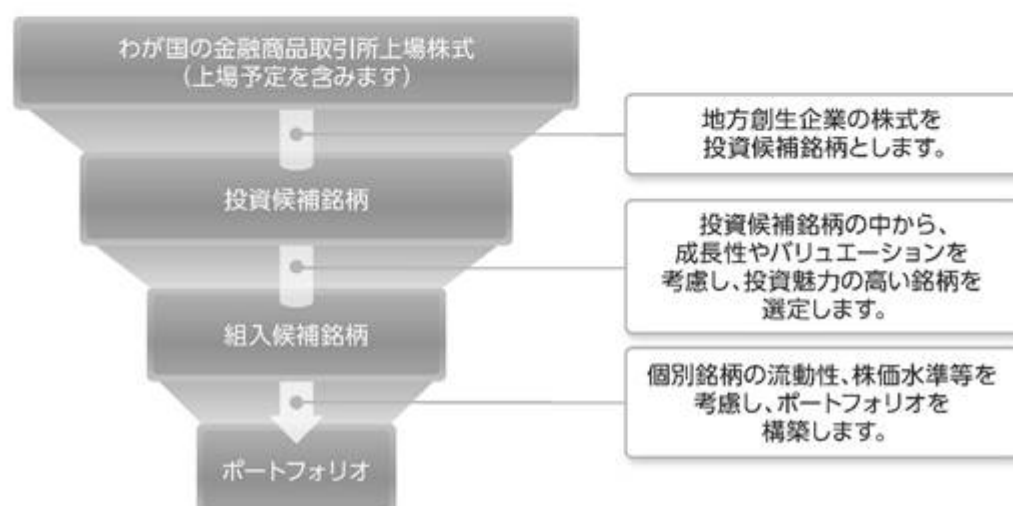 わが国の金融商品取引所上場株式
(上場予定を含みます)
地方創生企業の株式を
投資候補銘柄とします。
投資候補銘柄
投資候補銘柄の中から、
成長性やバリュエーションを
考慮し、投資魅力の高い銘柄を
選定します。
組入候補銘柄
個別銘柄の流動性、株価水準等を
考慮し、ポートフォリオを
構築します。
ポートフォリオ